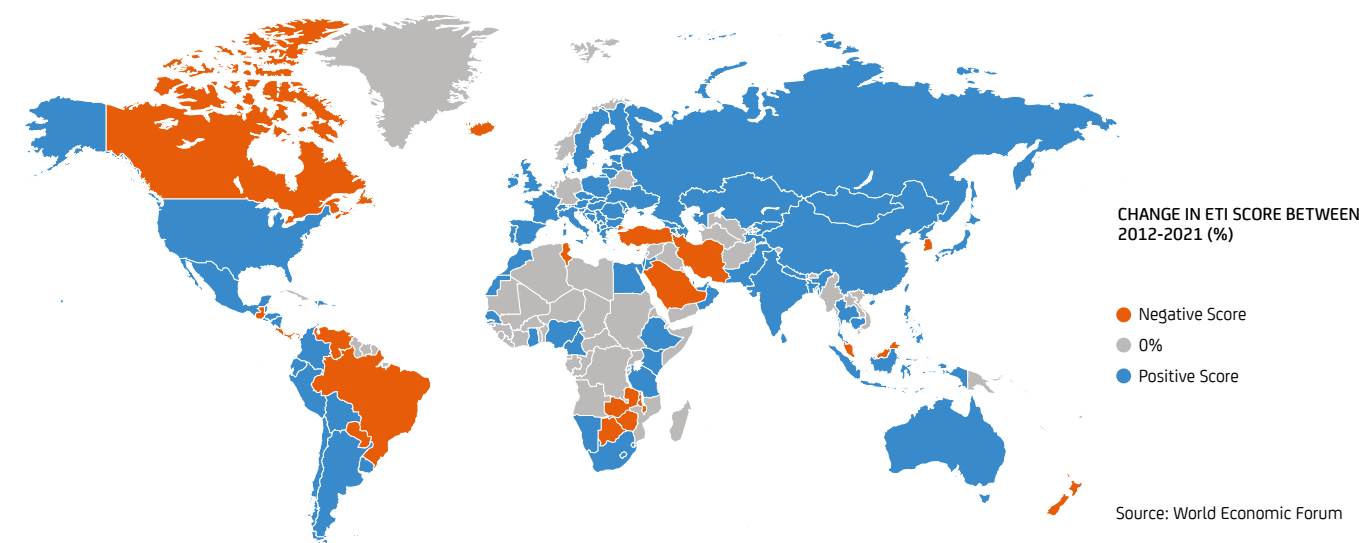 CHANGE IN ETI SCORE BETWEEN
2012-2021 (%)
Negative Score
0%
Positive Score
Source: World Economic Forum